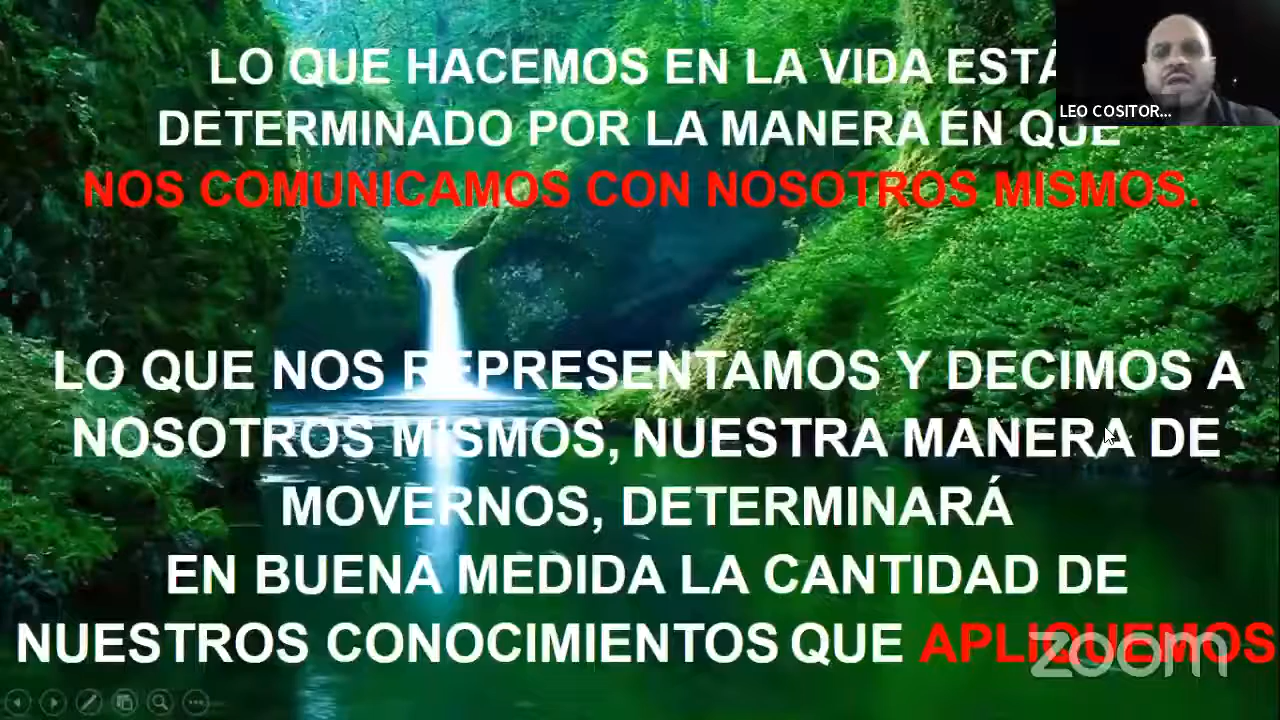 LO QUE HACEMOS EN LA VIDA ESTÁ
DETERMINADO POR LA MANERA EN QUE
NOS COMUNICAMOS CON NOSOTROS MISMOS.
LEO COSITOR...
LO QUE NOS REPRESENTAMOS Y DECIMOS A
NOSOTROS MISMOS, NUESTRA MANERA DE
MOVERNOS, DETERMINARÁ
EN BUENA MEDIDA LA CANTIDAD DE
NUESTROS CONOCIMIENTOS QUE APLIQUEMOS
zoom